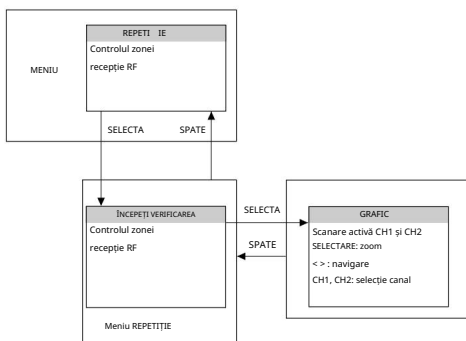 REPETI IE
Controlul zonei
recepție RF
MENIU
SELECTA
SPATE
ÎNCEPEȚI VERIFICAREA
Controlul zonei
recepție RF
Meniu REPETIȚIE
SELECTA
SPATE
GRAFIC
Scanare activă CH1 și CH2
SELECTARE: zoom
< > : navigare
CH1, CH2: selecție canal